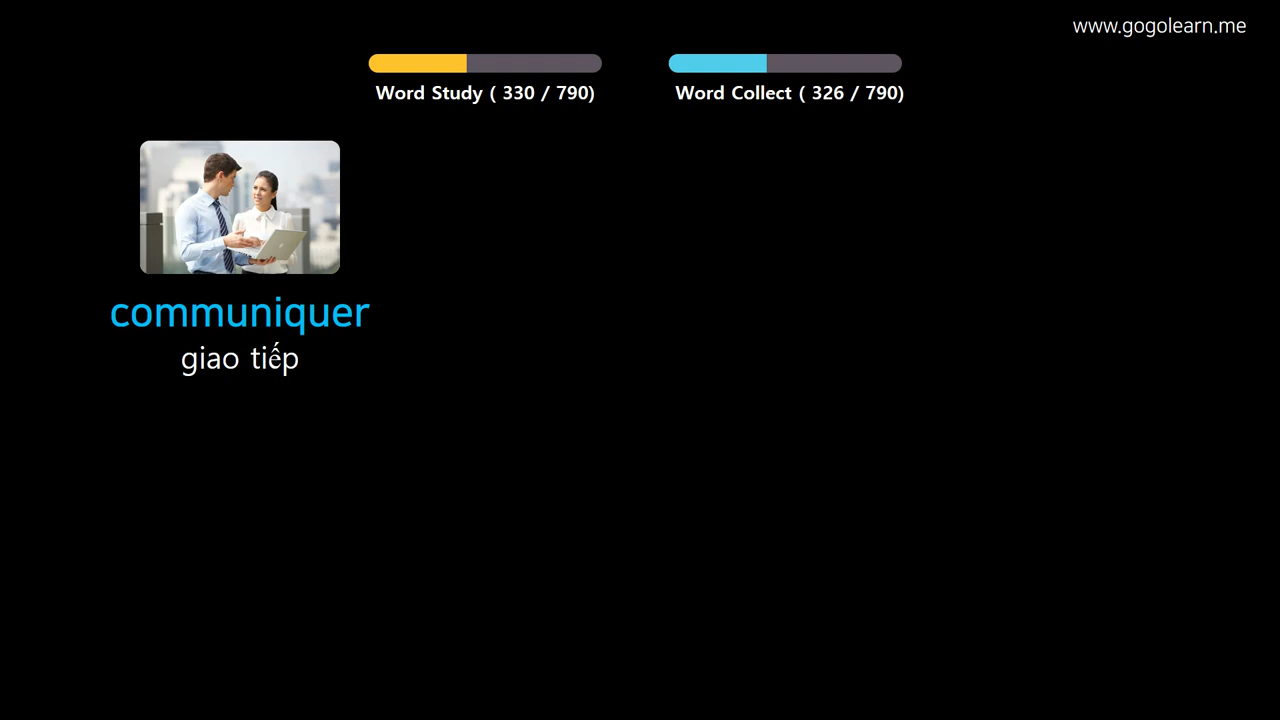 www.gogolearn.me
Word Study ( 330 / 790)
Word Collect ( 326 / 790)
communiquer
giao tiếp